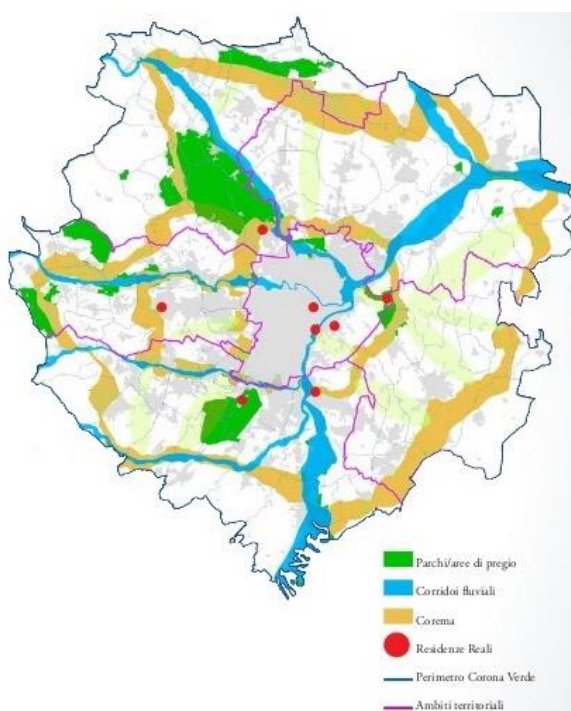 Parchi/aree di pregio
Corridoi fluviali
Corema
Residenze Reali
Perimetro Corona Verde
Ambiti territoriali